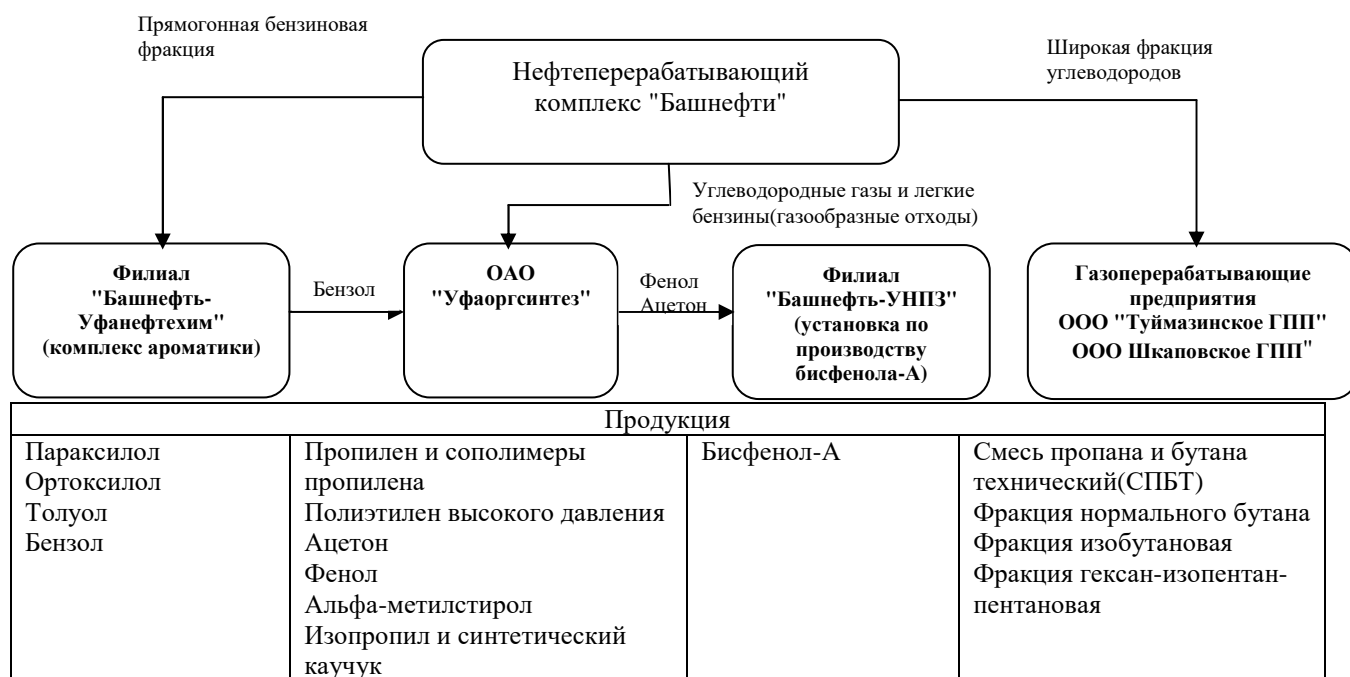 Прямогонная бензиновая
фракция
Нефтеперерабатывающий
комплекс "Башнефти"
Широкая фракция
углеводородов
Углеводородные газы и легкие
бензины(газообразные отходы)
Филиал
"Башнефть-
Уфанефтехим"
(комплекс ароматики)
Бензол
ОАО
"Уфаоргсинтез"
Фенол
Ацетон
Филиал
"Башнефть-УНПЗ"
(установка по
производству
бисфенола-А)
Газоперерабатывающие
предприятия
ООО "Туймазинское ГПП"
ООО Шкаповское ГПП"
Продукция
Параксилол
Ортоксилол
Толуол
Бензол
Пропилен и сополимеры
пропилена
Полиэтилен высокого давления
Ацетон
Фенол
Альфа-метилстирол
Изопропил и синтетический
каучук
Бисфенол-А
Смесь пропана и бутана
технический(СПБТ)
Фракция нормального бутана
Фракция изобутановая
Фракция гексан-изопентан-
пентановая